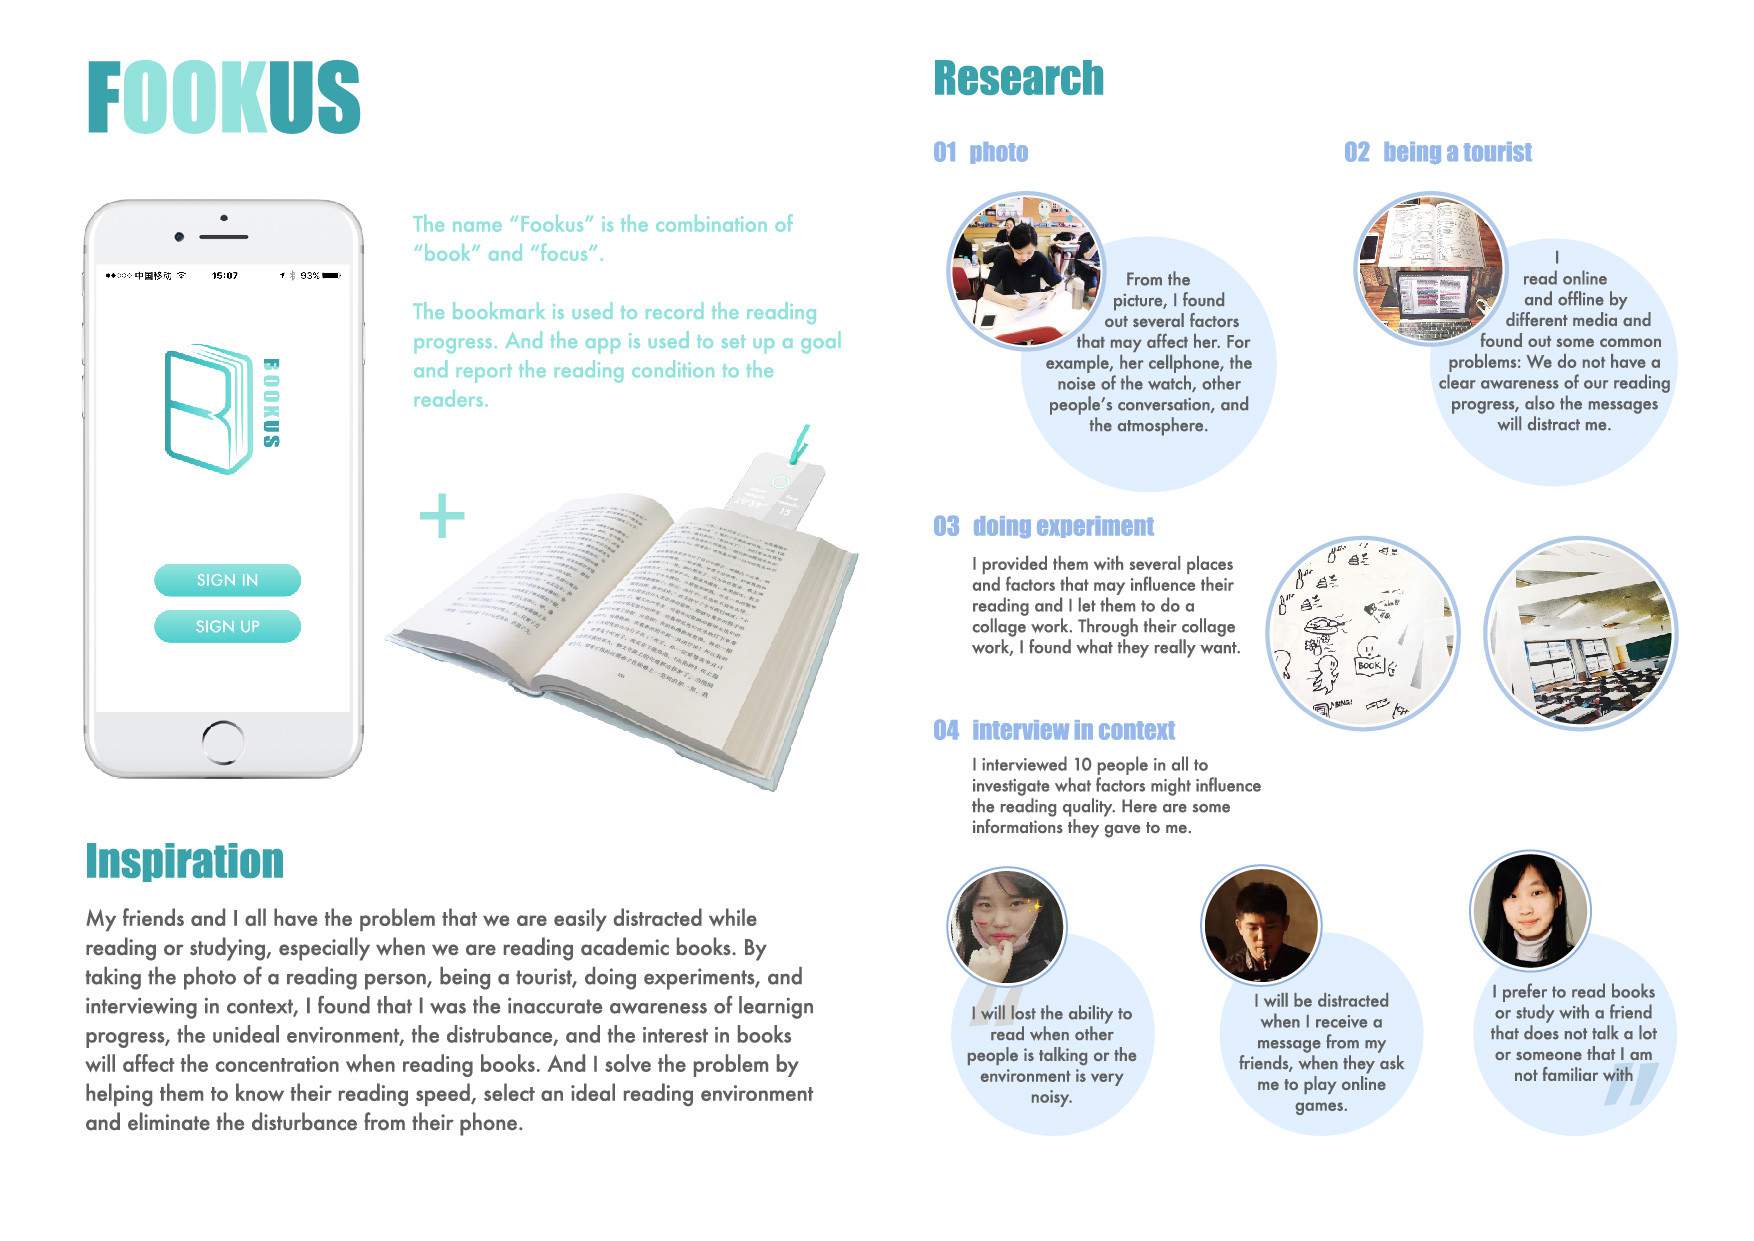 FOOKUS
中国移动 15:07 93%
FOOKUS
SIGN IN
SIGN UP
The name “Fookus” is the combination of
“book” and “focus”.
The bookmark is used to record the reading
progress. And the app is used to set up a goal
and report the reading condition to the
readers.
+
Inspiration
My friends and I all have the problem that we are easily distracted while
reading or studying, especially when we are reading academic books. By
taking the photo of a reading person, being a tourist, doing experiments, and
interviewing in context, I found that I was the inaccurate awareness of learnign
progress, the unideal environment, the distrubance, and the interest in books
will affect the concentration when reading books. And I solve the problem by
helping them to know their reading speed, select an ideal reading environment
and eliminate the disturbance from their phone.
Research
01 photo
From the
picture, I found
out several factors
that may affect her. For
example, her cellphone, the
noise of the watch, other
people’s conversation, and
the atmosphere.
02 being a tourist
I
read online
and offline by
different media and
found out some common
problems: We do not have a
clear awareness of our reading
progress, also the messages
will distract me.
03 doing experiment
I provided them with several places
and factors that may influence their
reading and I let them to do a
collage work. Through their collage
work, I found what they really want.
BOOK
04 interview in context
I interviewed 10 people in all to
investigate what factors might influence
the reading quality. Here are some
informations they gave to me.
“
I will lost the ability to
read when other
people is talking or the
environment is very
noisy.
I will be distracted
when I receive a
message from my
friends, when they ask
me to play online
games.
I prefer to read books
or study with a friend
that does not talk a lot
or someone that I am
not familiar with
”